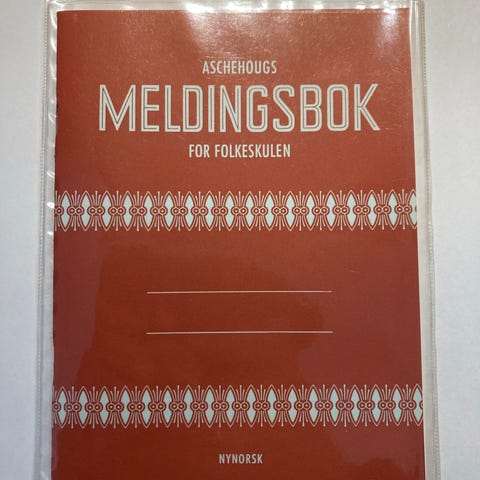 ASCHEHOUGS
MELDINGSBOK
FOR FOLKESKULEN
NYNORSK